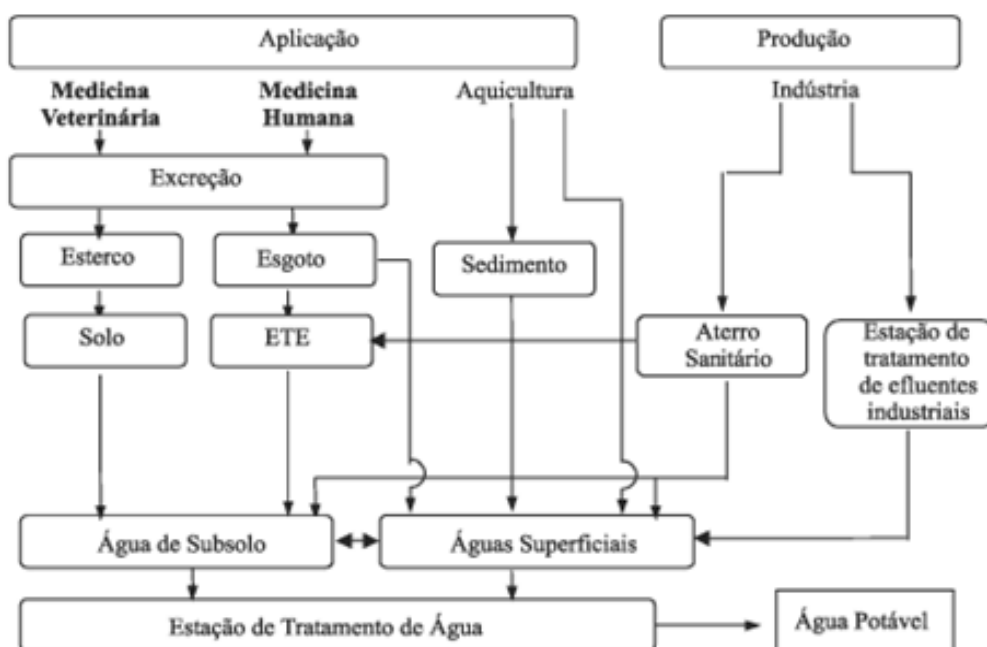 Aplicação
Produção
Medicina
Veterinária
Medicina
Humana
Aquicultura
Indústria
Excreção
Esterco
Esgoto
Sedimento
Solo
ETE
Aterro
Sanitário
Estação de
tratamento
de efluentes
industriais
Água de Subsolo
Águas Superficiais
Estação de Tratamento de Água
Água Potável